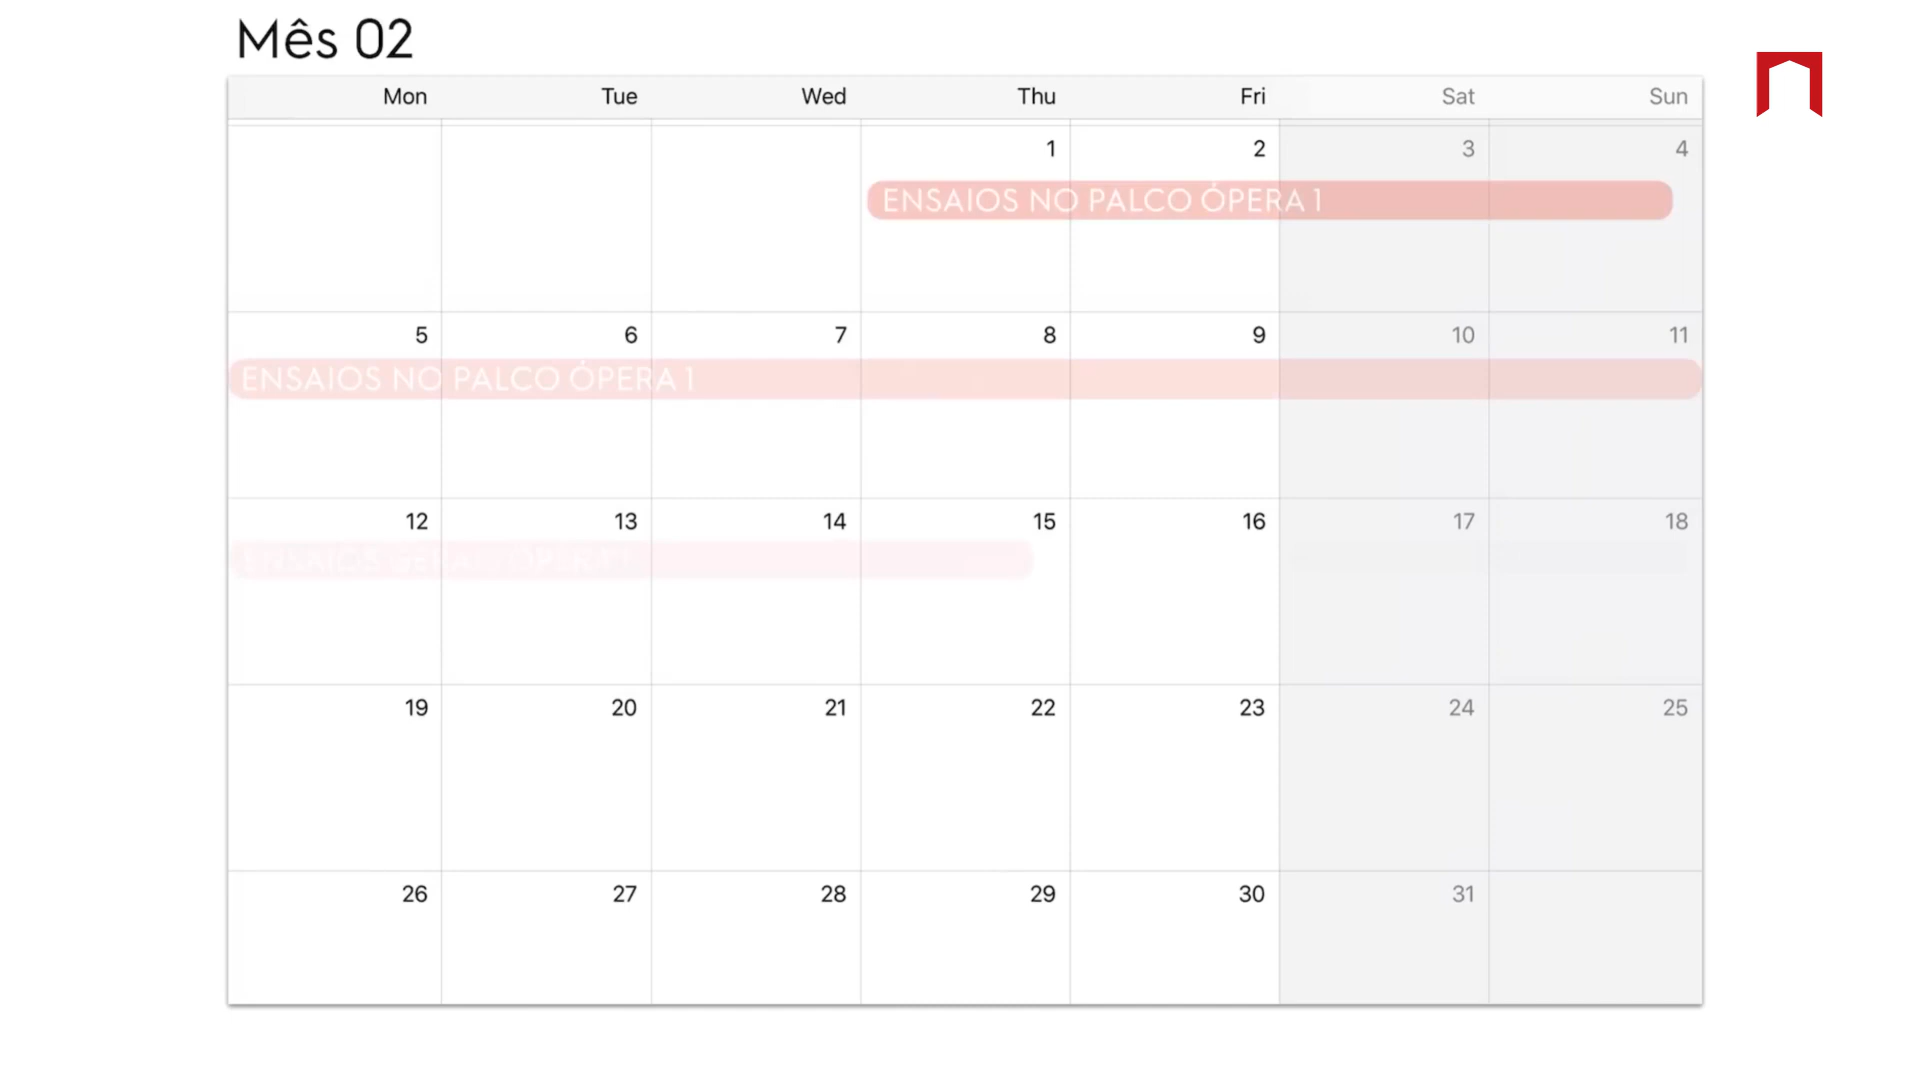 Mês 02
Mon Tue Wed Thu Fri Sat Sun
1 2 3 4
ENSAIOS NO PALCO ÓPERA 1
5 6 7 8 9 10 11
ENSAIOS NO PALCO ÓPERA 1
12 13 14 15 16 17 18
ENSAIOS
19 20 21 22 23 24 25
26 27 28 29 30 31